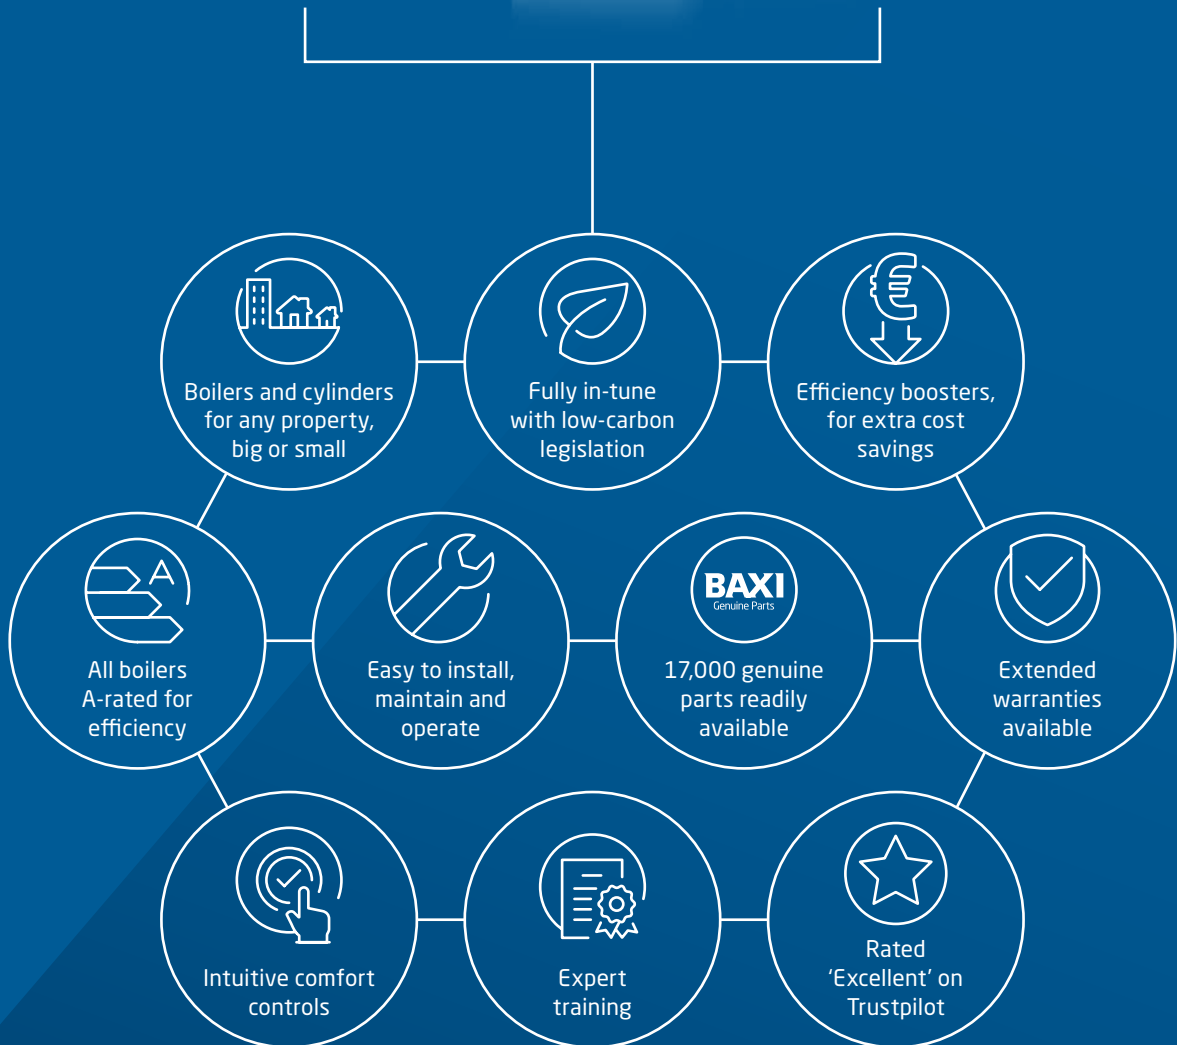 Boilers and cylinders
for any property,
big or small
Fully in-tune
with low-carbon
legislation
€
Efficiency boosters,
for extra cost
savings
A
All boilers
A-rated for
efficiency
Easy to install,
maintain and
operate
BAXI
Genuine Parts
17,000 genuine
parts readily
available
Extended
warranties
available
Intuitive comfort
controls
Expert
training
Rated
‘Excellent’ on
Trustpilot